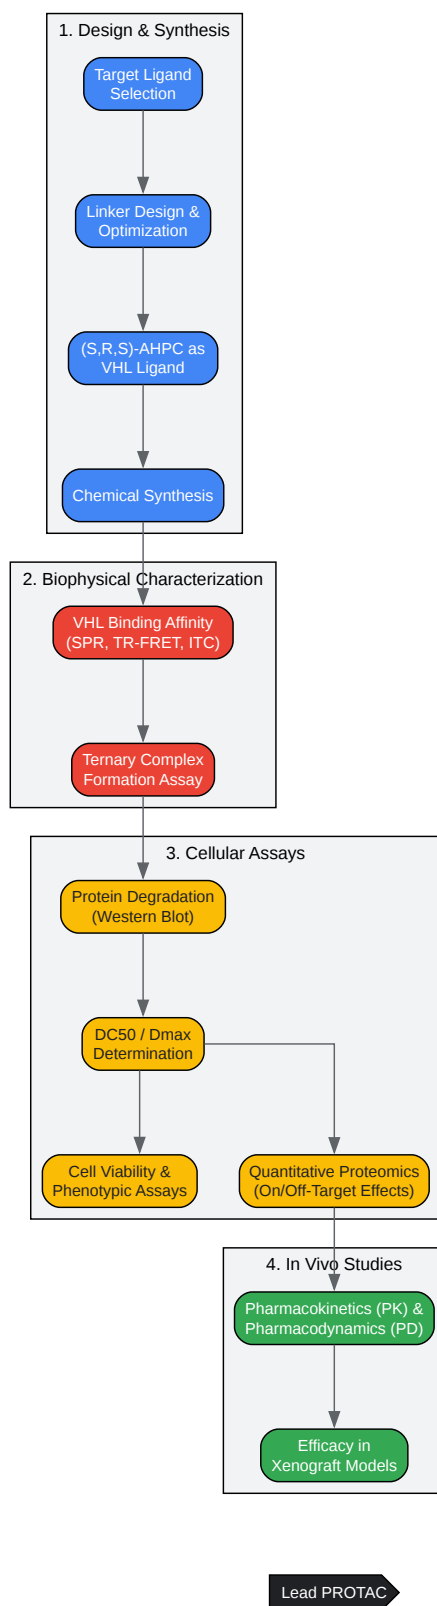 1. Design & Synthesis
Target Ligand
Selection
Linker Design &
Optimization
(S,R,S)-AHPC as
VHL Ligand
Chemical Synthesis
2. Biophysical Characterization
VHL Binding Affinity
(SPR, TR-FRET, ITC)
Ternary Complex
Formation Assay
3. Cellular Assays
Protein Degradation
(Western Blot)
DC50 / Dmax
Determination
Cell Viability &
Phenotypic Assays
Quantitative Proteomics
(On/Off-Target Effects)
4. In Vivo Studies
Pharmacokinetics (PK) &
Pharmacodynamics (PD)
Efficacy in
Xenograft Models
Lead PROTAC